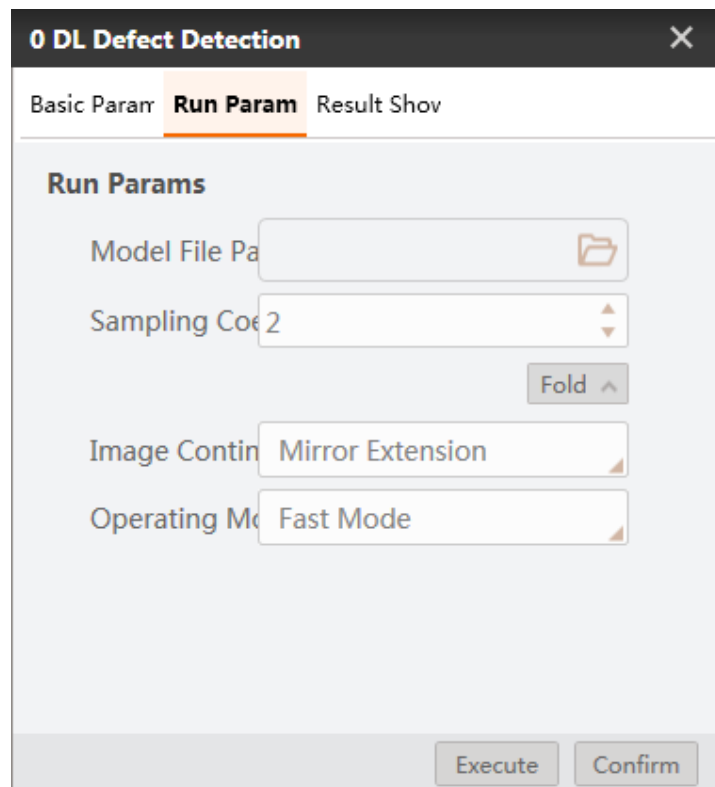 0 DL Defect Detection
Basic Param Run Param Result Shov
Run Params
Model File Pa
Sampling Coe 2
Fold
Image Contin Mirror Extension
Operating Mo Fast Mode
Execute Confirm